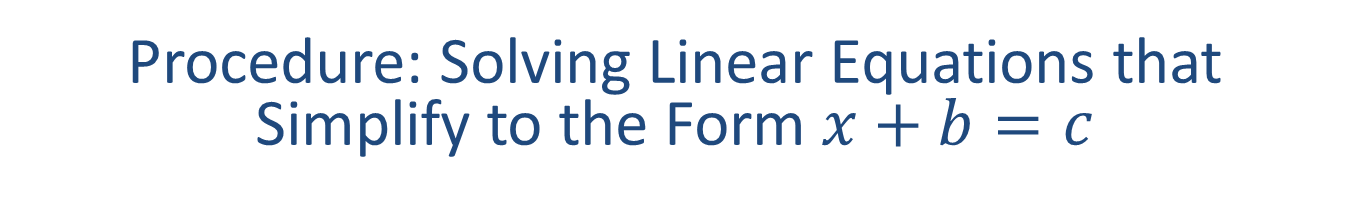 Procedure: Solving Linear Equations that
Simplify to the Form x + b = c